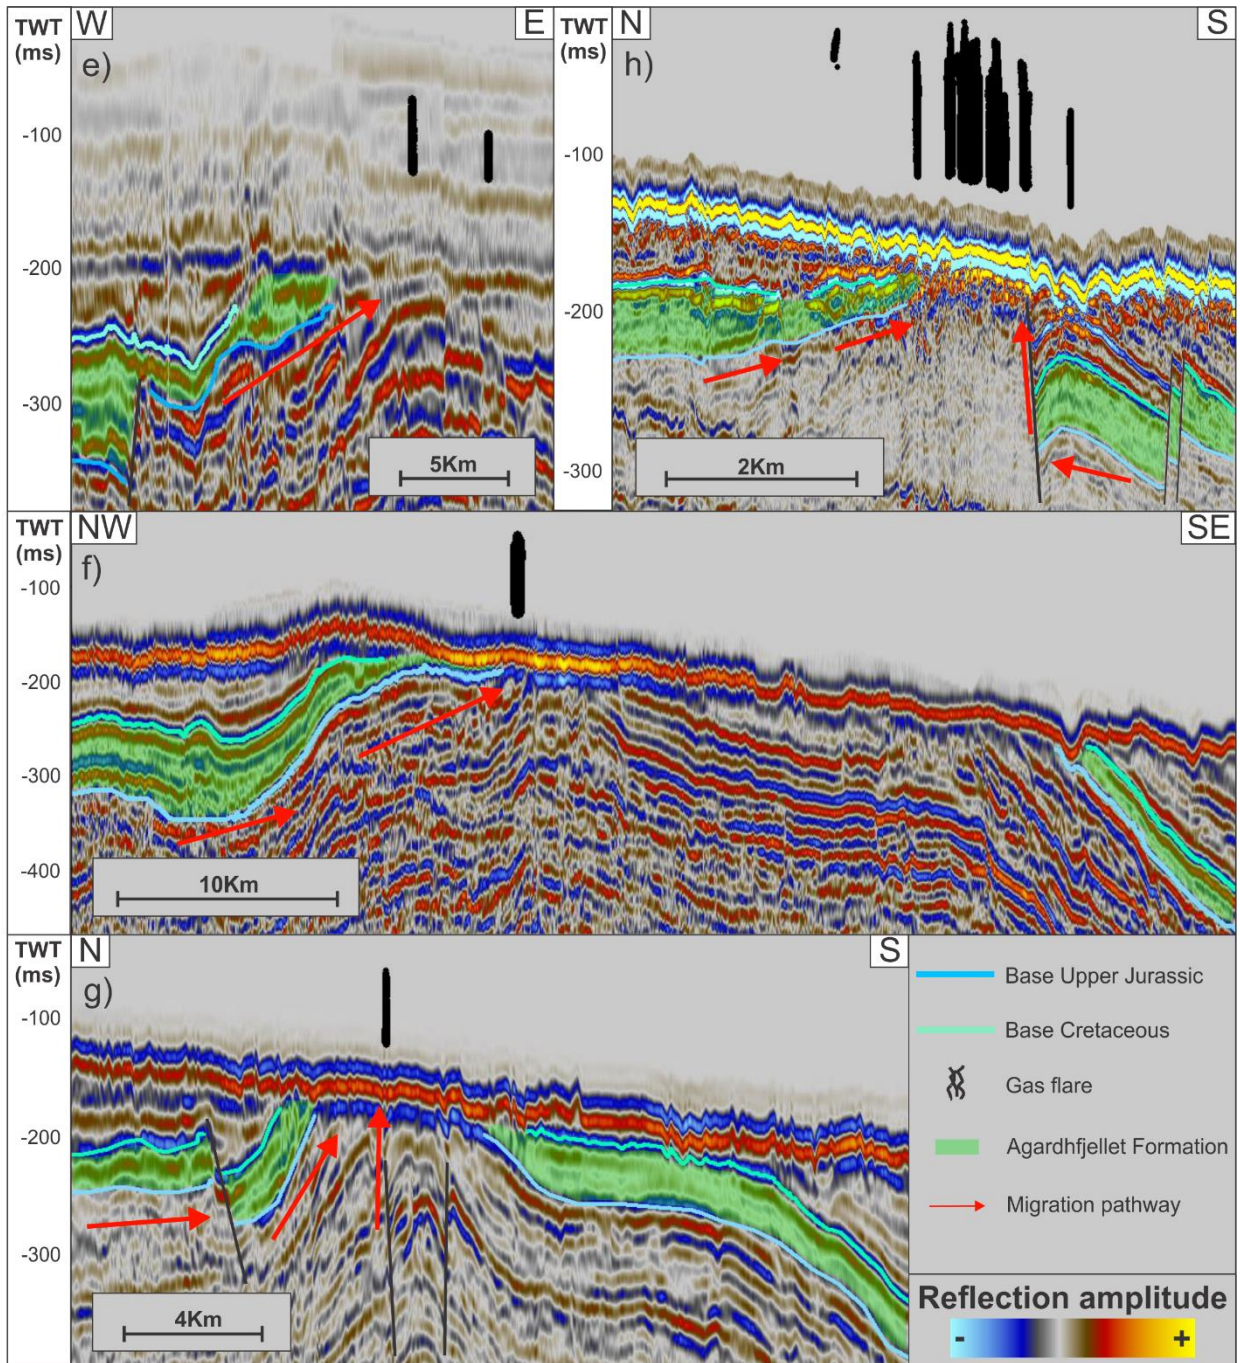 TWT
(ms)
W
E
e)
-100
-200
-300
5Km
TWT
(ms)
N
S
h)
-100
-200
-300
2Km
TWT
(ms)
NW
SE
f)
-100
-200
-300
-400
10Km
TWT
(ms)
N
S
g)
-100
-200
-300
4Km
Base Upper Jurassic
Base Cretaceous
Gas flare
Agardhfjellet Formation
Migration pathway
Reflection amplitude
- +